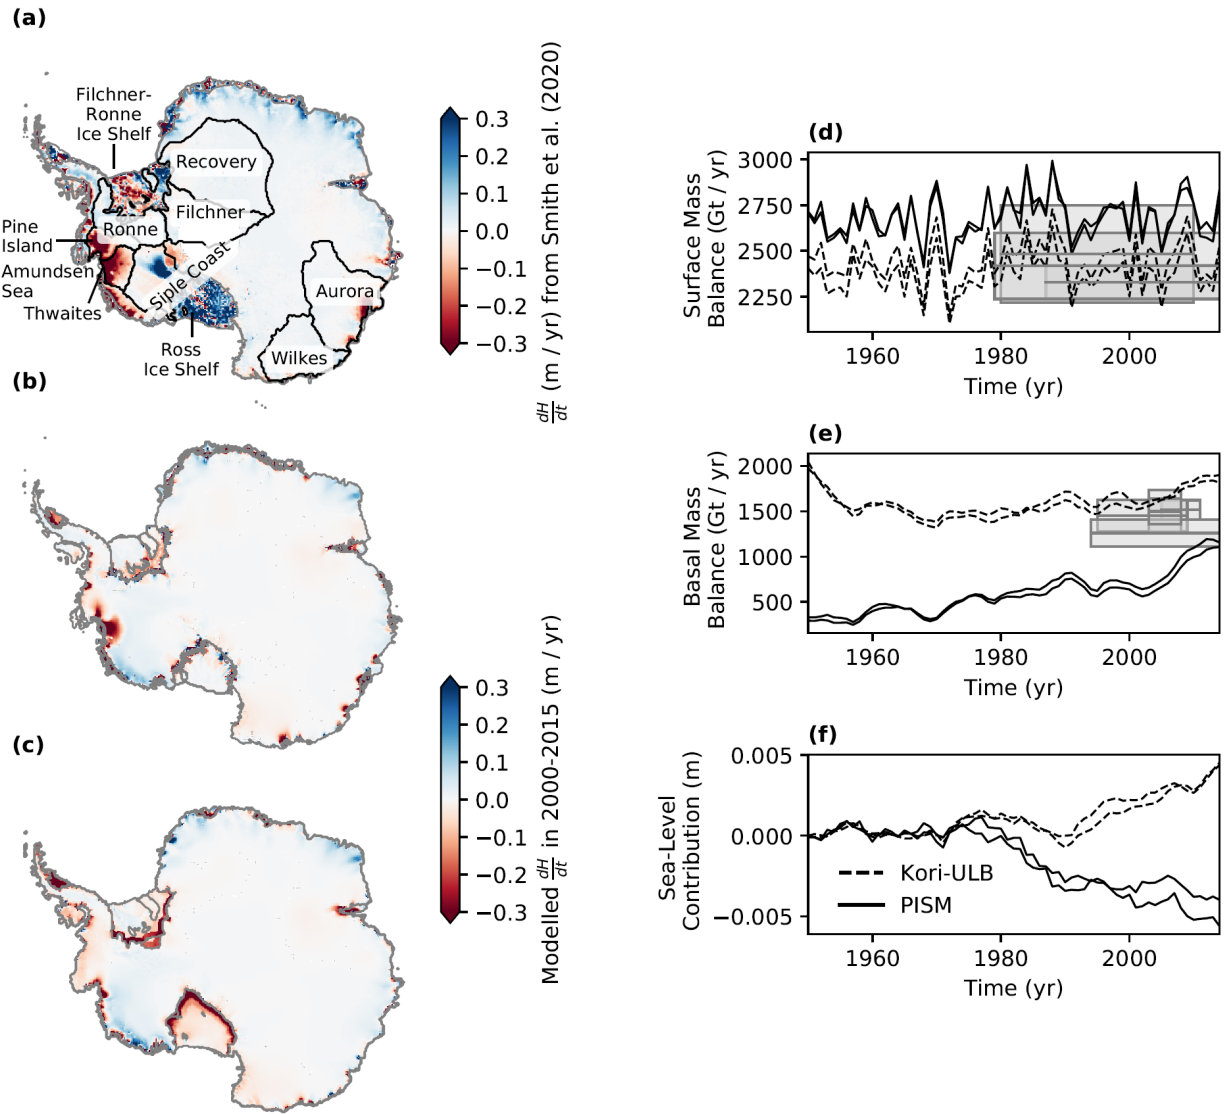 (a)
Filchner-
Ronne
Ice Shelf
Recovery
Filchner
Ronne
Pine
Island
Amundsen
Sea
Thwaites
Siple Coast
Ross
Ice Shelf
Aurora
Wilkes
0.3
0.2
0.1
0.0
−0.1
−0.2
−0.3
dH/dt (m / yr) from Smith et al. (2020)
(b)
(c)
0.3
0.2
0.1
0.0
−0.1
−0.2
−0.3
Modelled dH/dt in 2000-2015 (m / yr)
(d)
Surface Mass
Balance (Gt / yr)
3000
2750
2500
2250
1960 1980 2000
Time (yr)
(e)
Basal Mass
Balance (Gt / yr)
2000
1500
1000
500
1960 1980 2000
Time (yr)
(f)
Sea-Level
Contribution (m)
0.005
0.000
−0.005
Kori-ULB
PISM
1960 1980 2000
Time (yr)